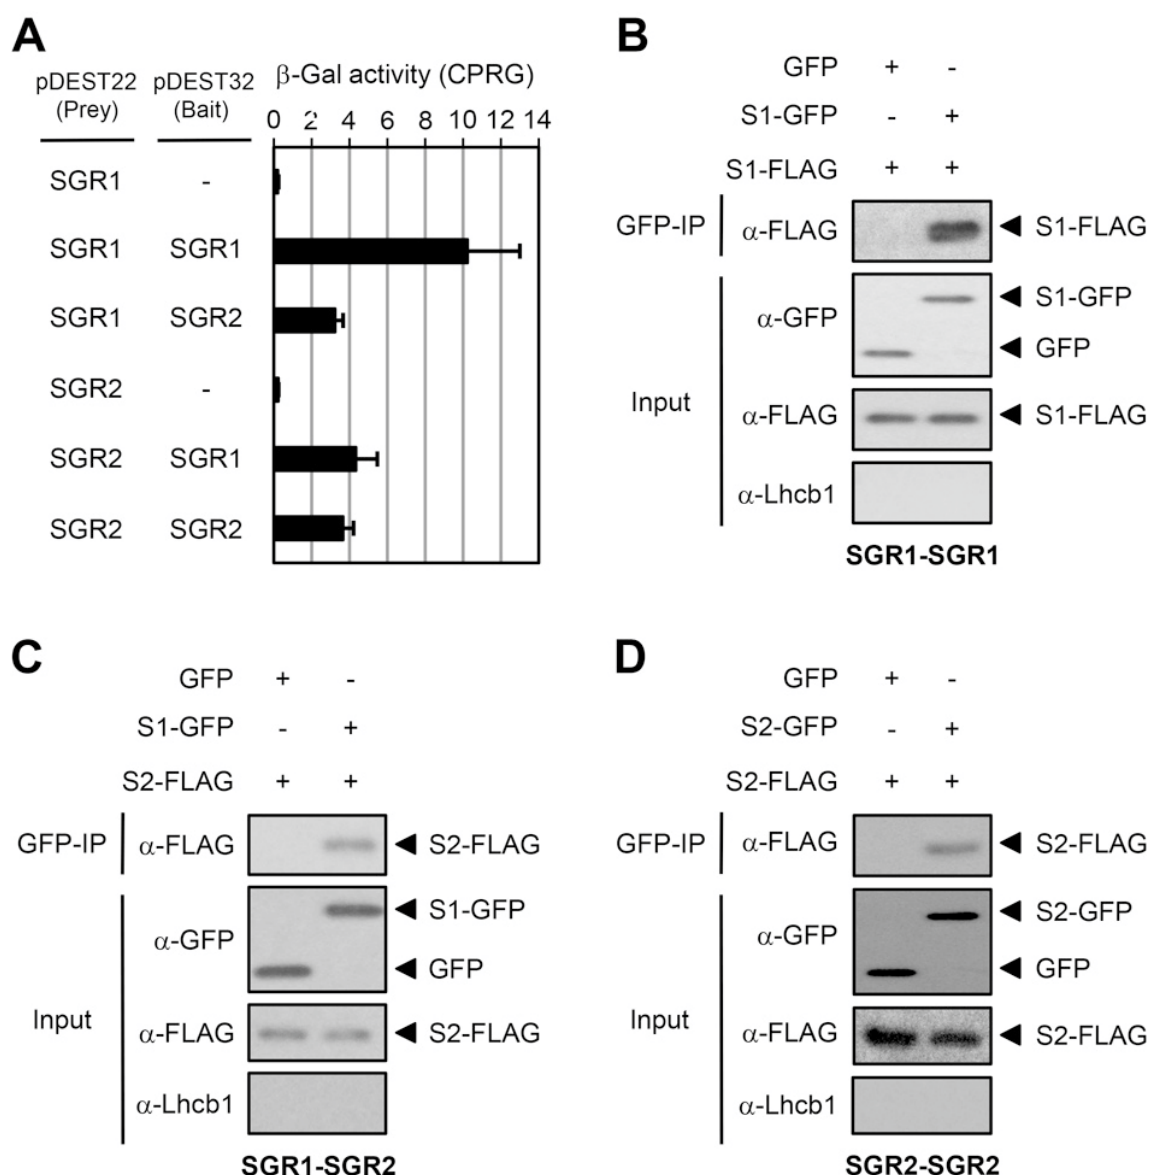 A
pDEST22 pDEST32 β-Gal activity (CPRG)
(Prey) (Bait)
0 2 4 6 8 10 12 14
SGR1 -
SGR1 SGR1
SGR1 SGR2
SGR2 -
SGR2 SGR1
SGR2 SGR2
B
GFP + -
S1-GFP - +
S1-FLAG + +
GFP-IP α-FLAG ◄ S1-FLAG
α-GFP ◄ S1-GFP
◄ GFP
Input
α-FLAG ◄ S1-FLAG
α-Lhcb1
SGR1-SGR1
C
GFP + -
S1-GFP - +
S2-FLAG + +
GFP-IP α-FLAG ◄ S2-FLAG
α-GFP ◄ S1-GFP
◄ GFP
Input
α-FLAG ◄ S2-FLAG
α-Lhcb1
SGR1-SGR2
D
GFP + -
S2-GFP - +
S2-FLAG + +
GFP-IP α-FLAG ◄ S2-FLAG
α-GFP ◄ S2-GFP
◄ GFP
Input
α-FLAG ◄ S2-FLAG
α-Lhcb1
SGR2-SGR2